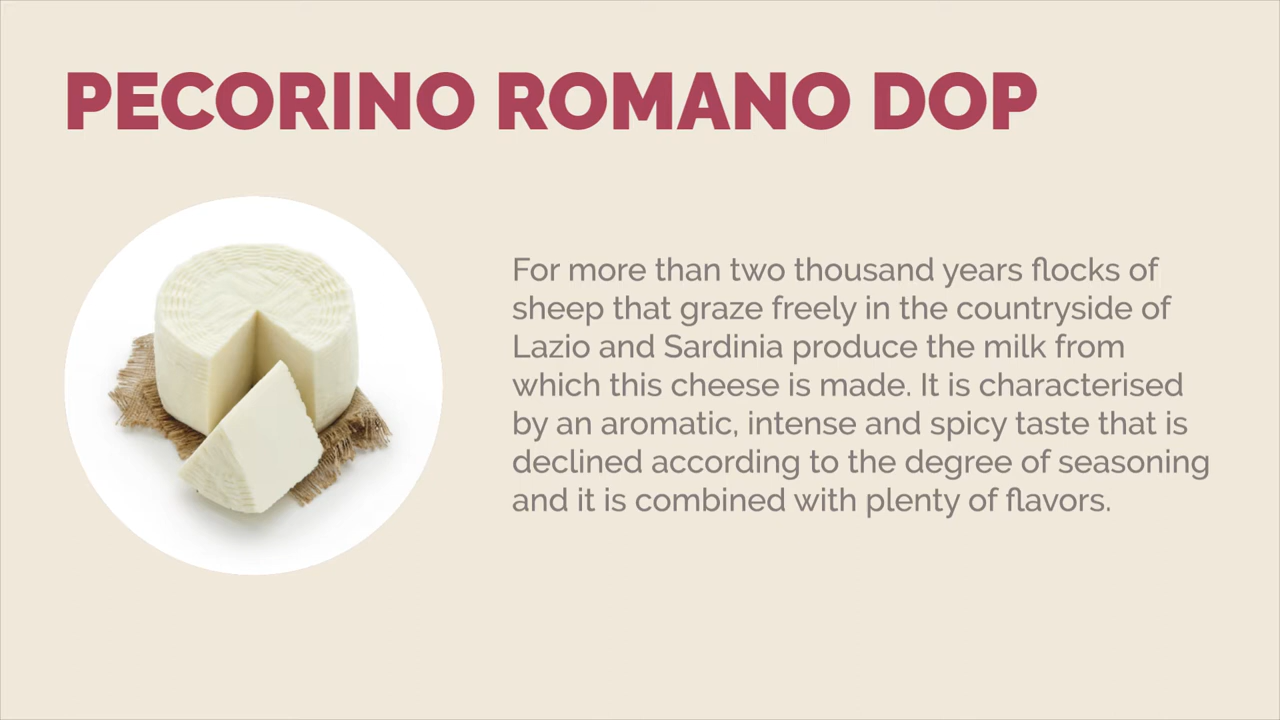 PECORINO ROMANO DOP
For more than two thousand years flocks of
sheep that graze freely in the countryside of
Lazio and Sardinia produce the milk from
which this cheese is made. It is characterised
by an aromatic, intense and spicy taste that is
declined according to the degree of seasoning
and it is combined with plenty of flavors.